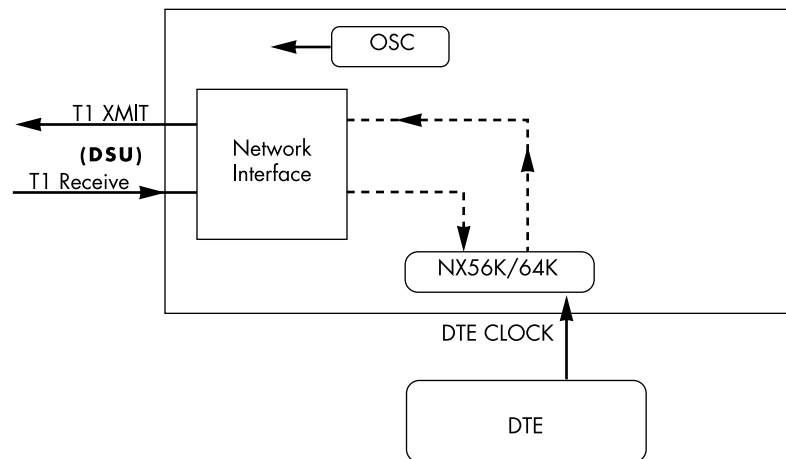 OSC
T1 XMIT
(DSU)
T1 Receive
Network
Interface
NX56K/64K
DTE CLOCK
DTE